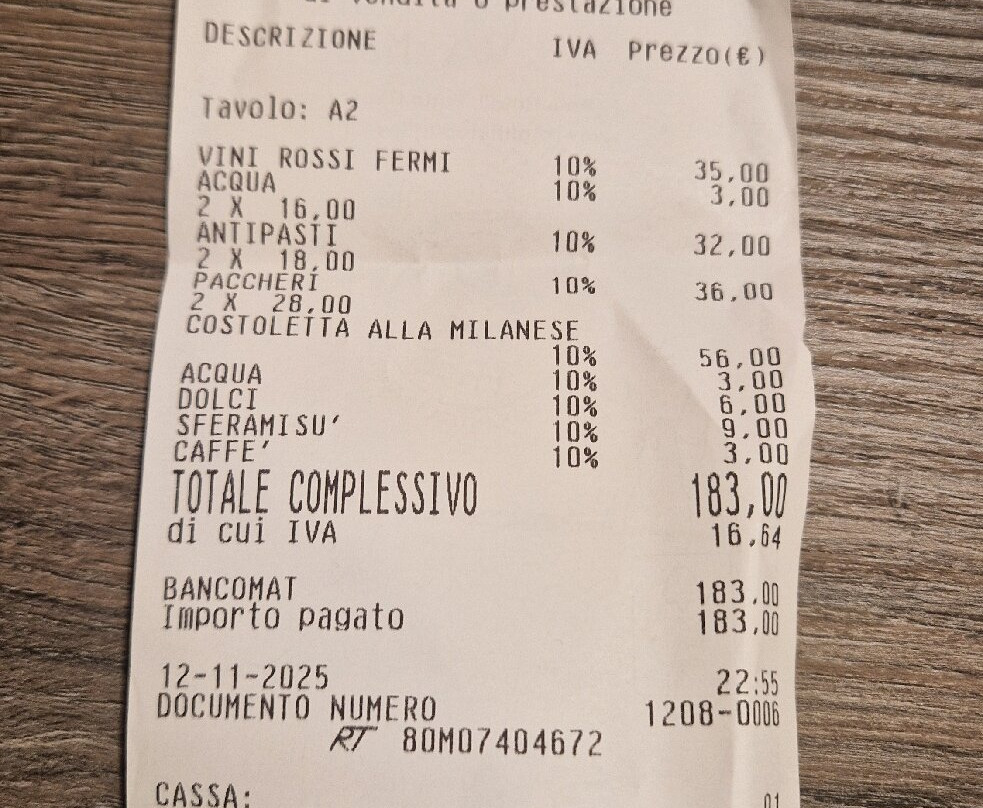 di vendita o prestazione
DESCRIZIONE IVA Prezzo(€)
Tavolo: A2
VINI ROSSI FERMI 10% 35,00
ACQUA 10% 3,00
2 X 16,00
ANTIPASTI 10% 32,00
2 X 18,00
PACCHERI 10% 36,00
2 X 28,00
COSTOLETTA ALLA MILANESE
10% 56,00
ACQUA 10% 3,00
DOLCI 10% 6,00
SFERAMISU' 10% 9,00
CAFFE' 10% 3,00
TOTALE COMPLESSIVO 183,00
di cui IVA 16,64
BANCOMAT 183,00
Importo pagato 183,00
12-11-2025 22:55
DOCUMENTO NUMERO 1208-0006
RT 80M07404672
CASSA: 01